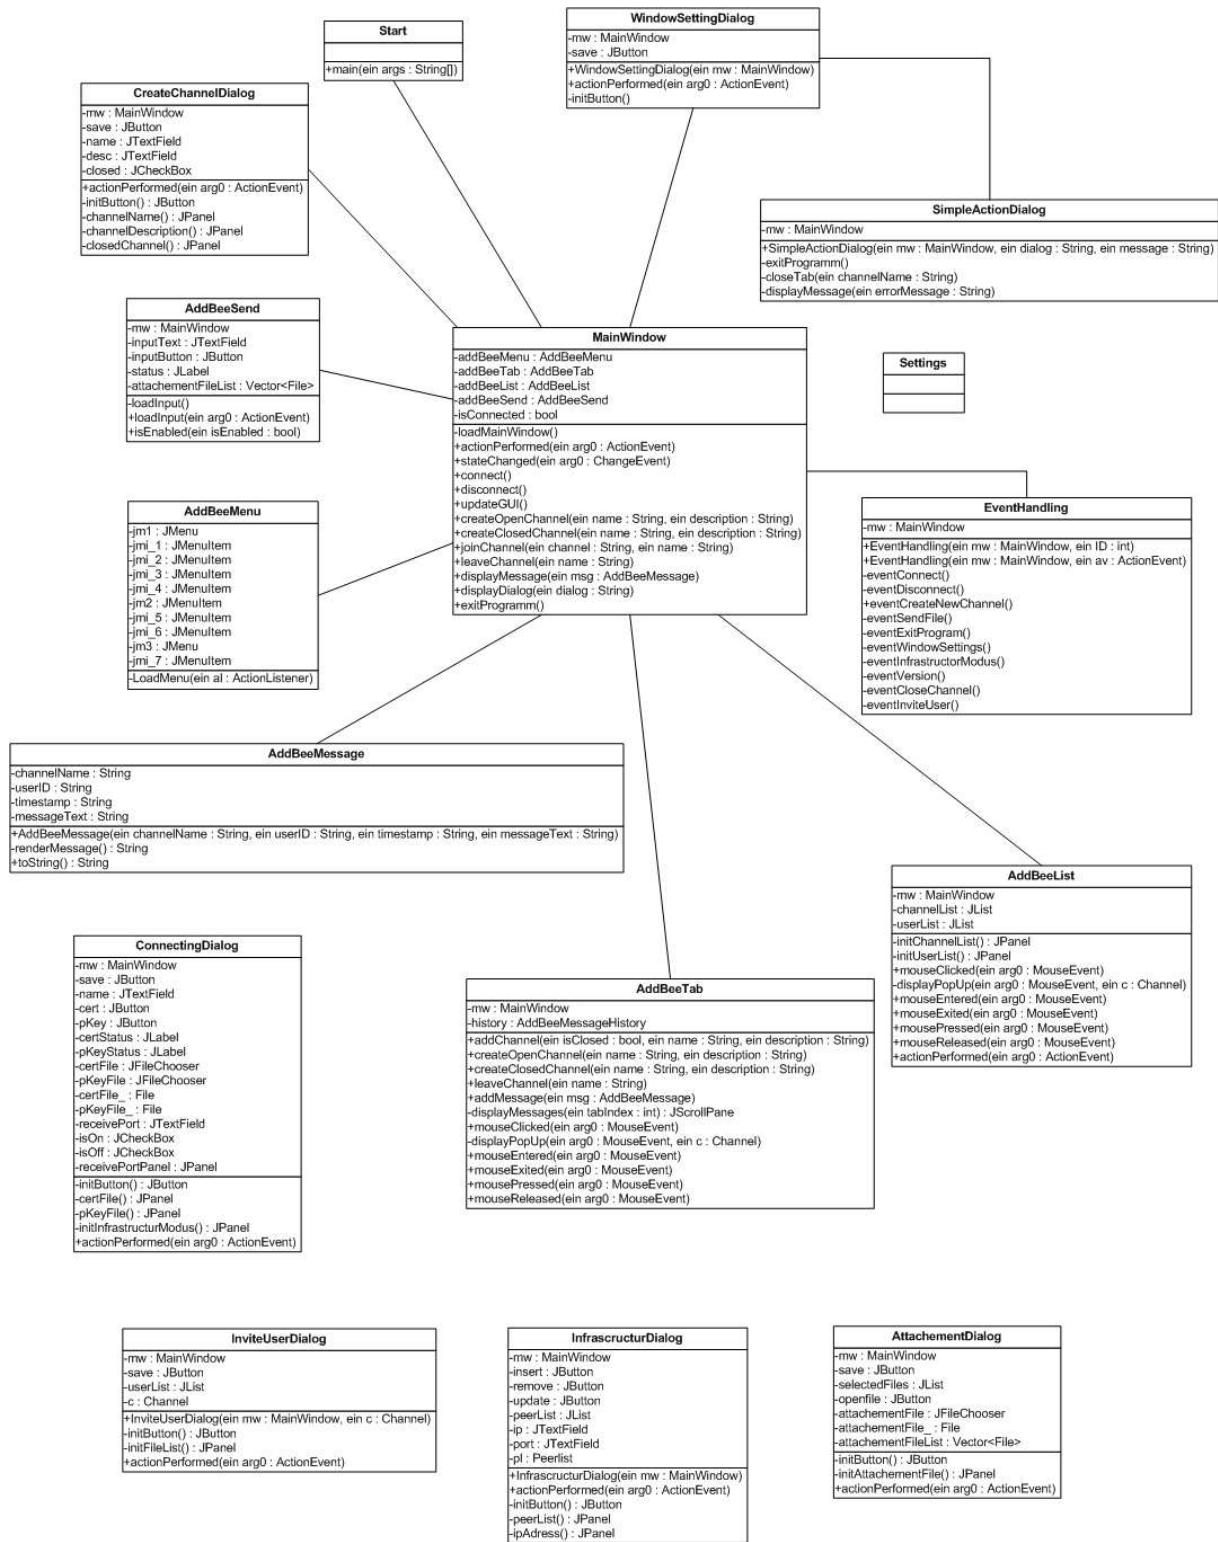 Start
+main(ein args : String[])
WindowSettingDialog
-mw : MainWindow
-save : JButton
+WindowSettingDialog(ein mw : MainWindow)
+actionPerformed(ein arg0 : ActionEvent)
-initButton()
CreateChannelDialog
-mw : MainWindow
-save : JButton
-name : JTextField
-desc : JTextField
-closed : JCheckBox
+actionPerformed(ein arg0 : ActionEvent)
-initButton() : JButton
-channelName() : JPanel
-channelDescription() : JPanel
-closedChannel() : JPanel
SimpleActionDialog
-mw : MainWindow
+SimpleActionDialog(ein mw : MainWindow, ein dialog : String, ein message : String)
-exitProgramm()
-closeTab(ein channelName : String)
-displayMessage(ein errorMessage : String)
AddBeeSend
-mw : MainWindow
-inputText : JTextField
-inputButton : JButton
-status : JLabel
-attachementFileList : Vector<File>
-loadInput()
+loadInput(ein arg0 : ActionEvent)
+isEnabled(ein isEnabled : bool)
MainWindow
-addBeeMenu : AddBeeMenu
-addBeeTab : AddBeeTab
-addBeeList : AddBeeList
-addBeeSend : AddBeeSend
-isConnected : bool
-loadMainWindow()
+actionPerformed(ein arg0 : ActionEvent)
+stateChanged(ein arg0 : ChangeEvent)
+connect()
+disconnect()
+updateGUI()
+createOpenChannel(ein name : String, ein description : String)
+createClosedChannel(ein name : String, ein description : String)
+joinChannel(ein channel : String, ein name : String)
+leaveChannel(ein name : String)
+displayMessage(ein msg : AddBeeMessage)
+displayDialog(ein dialog : String)
+exitProgramm()
Settings
AddBeeMenu
-jm1 : JMenu
-jmi_1 : JMenuItem
-jmi_2 : JMenuItem
-jmi_3 : JMenuItem
-jmi_4 : JMenuItem
-jm2 : JMenuItem
-jmi_5 : JMenuItem
-jmi_6 : JMenuItem
-jm3 : JMenu
-jmi_7 : JMenuItem
-LoadMenu(ein al : ActionListener)
EventHandling
-mw : MainWindow
+EventHandling(ein mw : MainWindow, ein ID : int)
+EventHandling(ein mw : MainWindow, ein av : ActionEvent)
-eventConnect()
-eventDisconnect()
+eventCreateNewChannel()
-eventSendFile()
-eventExitProgram()
-eventWindowSettings()
-eventInfrastructorModus()
-eventVersion()
-eventCloseChannel()
-eventInviteUser()
AddBeeMessage
-channelName : String
-userID : String
-timestamp : String
-messageText : String
+AddBeeMessage(ein channelName : String, ein userID : String, ein timestamp : String, ein messageText : String)
-renderMessage() : String
+toString() : String
AddBeeList
-mw : MainWindow
-channelList : JList
-userList : JList
-initChannelList() : JPanel
-initUserList() : JPanel
+mouseClicked(ein arg0 : MouseEvent)
-displayPopUp(ein arg0 : MouseEvent, ein c : Channel)
+mouseEntered(ein arg0 : MouseEvent)
+mouseExited(ein arg0 : MouseEvent)
+mousePressed(ein arg0 : MouseEvent)
+mouseReleased(ein arg0 : MouseEvent)
+actionPerformed(ein arg0 : ActionEvent)
ConnectingDialog
-mw : MainWindow
-save : JButton
-name : JTextField
-cert : JButton
-pKey : JButton
-certStatus : JLabel
-pKeyStatus : JLabel
-certFile : JFileChooser
-pKeyFile : JFileChooser
-certFile_ : File
-pKeyFile_ : File
-receivePort : JTextField
-isOn : JCheckBox
-isOff : JCheckBox
-receivePortPanel : JPanel
-initButton() : JButton
-certFile() : JPanel
-pKeyFile() : JPanel
-initInfrastructurModus() : JPanel
+actionPerformed(ein arg0 : ActionEvent)
AddBeeTab
-mw : MainWindow
-history : AddBeeMessageHistory
+addChannel(ein isClosed : bool, ein name : String, ein description : String)
+createOpenChannel(ein name : String, ein description : String)
+createClosedChannel(ein name : String, ein description : String)
+leaveChannel(ein name : String)
+addMessage(ein msg : AddBeeMessage)
-displayMessages(ein tabIndex : int) : JScrollPane
+mouseClicked(ein arg0 : MouseEvent)
-displayPopUp(ein arg0 : MouseEvent, ein c : Channel)
+mouseEntered(ein arg0 : MouseEvent)
+mouseExited(ein arg0 : MouseEvent)
+mousePressed(ein arg0 : MouseEvent)
+mouseReleased(ein arg0 : MouseEvent)
InviteUserDialog
-mw : MainWindow
-save : JButton
-userList : JList
-c : Channel
+InviteUserDialog(ein mw : MainWindow, ein c : Channel)
-initButton() : JButton
-initFileList() : JPanel
+actionPerformed(ein arg0 : ActionEvent)
InfrascructurDialog
-mw : MainWindow
-insert : JButton
-remove : JButton
-update : JButton
-peerList : JList
-ip : JTextField
-port : JTextField
-pl : Peerlist
+InfrascructurDialog(ein mw : MainWindow)
+actionPerformed(ein arg0 : ActionEvent)
-initButton() : JButton
-peerList() : JPanel
-ipAdress() : JPanel
AttachementDialog
-mw : MainWindow
-save : JButton
-selectedFiles : JList
-openfile : JButton
-attachementFile : JFileChooser
-attachementFile_ : File
-attachementFileList : Vector<File>
-initButton() : JButton
-initAttachementFile() : JPanel
+actionPerformed(ein arg0 : ActionEvent)